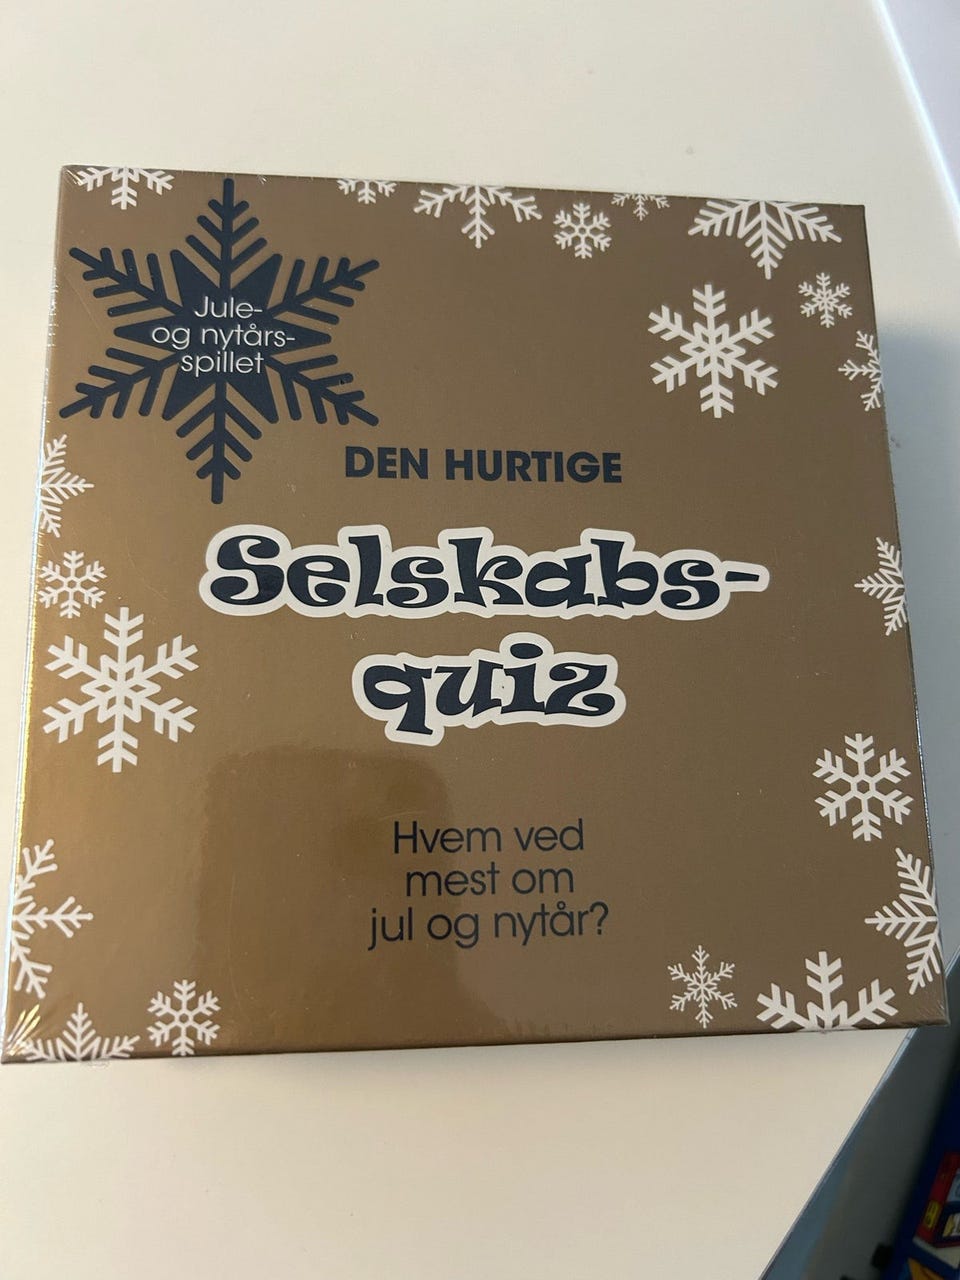 Jule-
og nytårs-
spillet
DEN HURTIGE
Selskabs-
quiz
Hvem ved
mest om
jul og nytår?